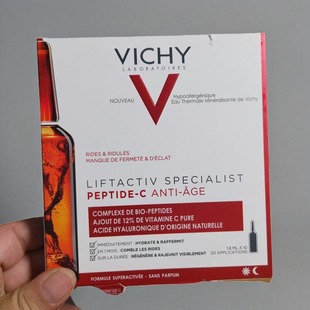 VICHY
LABORATOIRES
NOUVEAU
Hypoallergénique
Eau Thermale Minéralisante de Vichy
RIDES & RIDULES
MANQUE DE FERMETÉ & D'ÉCLAT
LIFTACTIV SPECIALIST
PEPTIDE-C ANTI-ÂGE
COMPLEXE DE BIO-PEPTIDES
AJOUT DE 12% DE VITAMINE C PURE
ACIDE HYALURONIQUE D'ORIGINE NATURELLE
IMMÉDIATEMENT : HYDRATE & RAFFERMIT
EN 1 MOIS : COMBLE LES RIDES
SUR LA DURÉE : RÉGÉNÈRE & RAJEUNIT VISIBLEMENT
1,8 ML X 10
20 APPLICATIONS
FORMULE SUPERACTIVÉE - SANS PARFUM